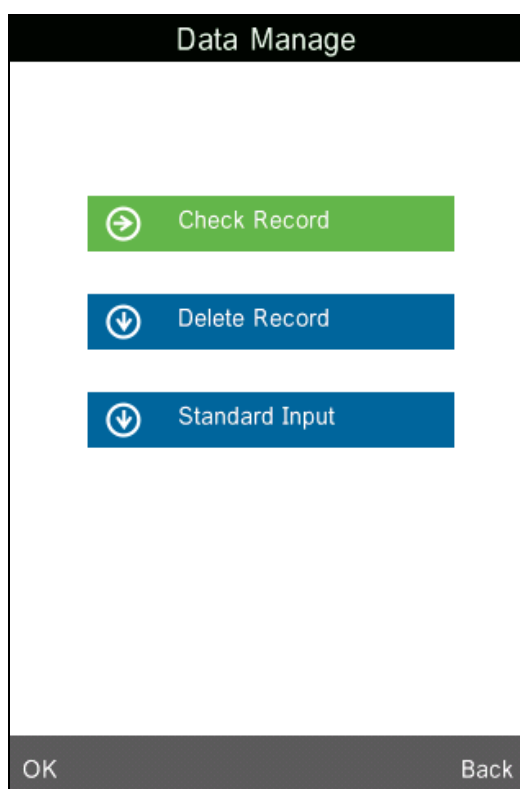 Data Manage
Check Record
Delete Record
Standard Input
OK Back